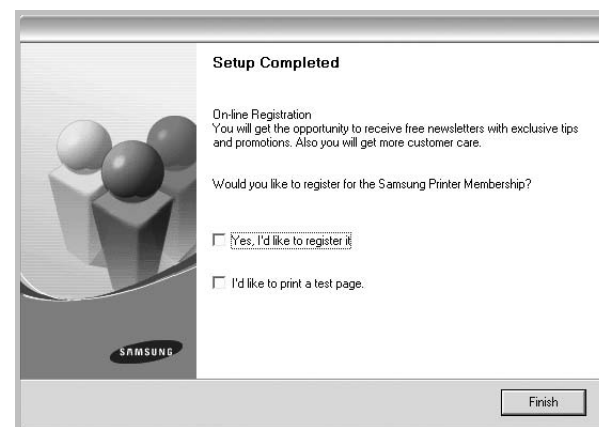 Setup Completed
On-line Registration
You will get the opportunity to receive free newsletters with exclusive tips
and promotions. Also you will get more customer care.
Would you like to register for the Samsung Printer Membership?
Yes, I'd like to register it
I'd like to print a test page.
SAMSUNG
Finish